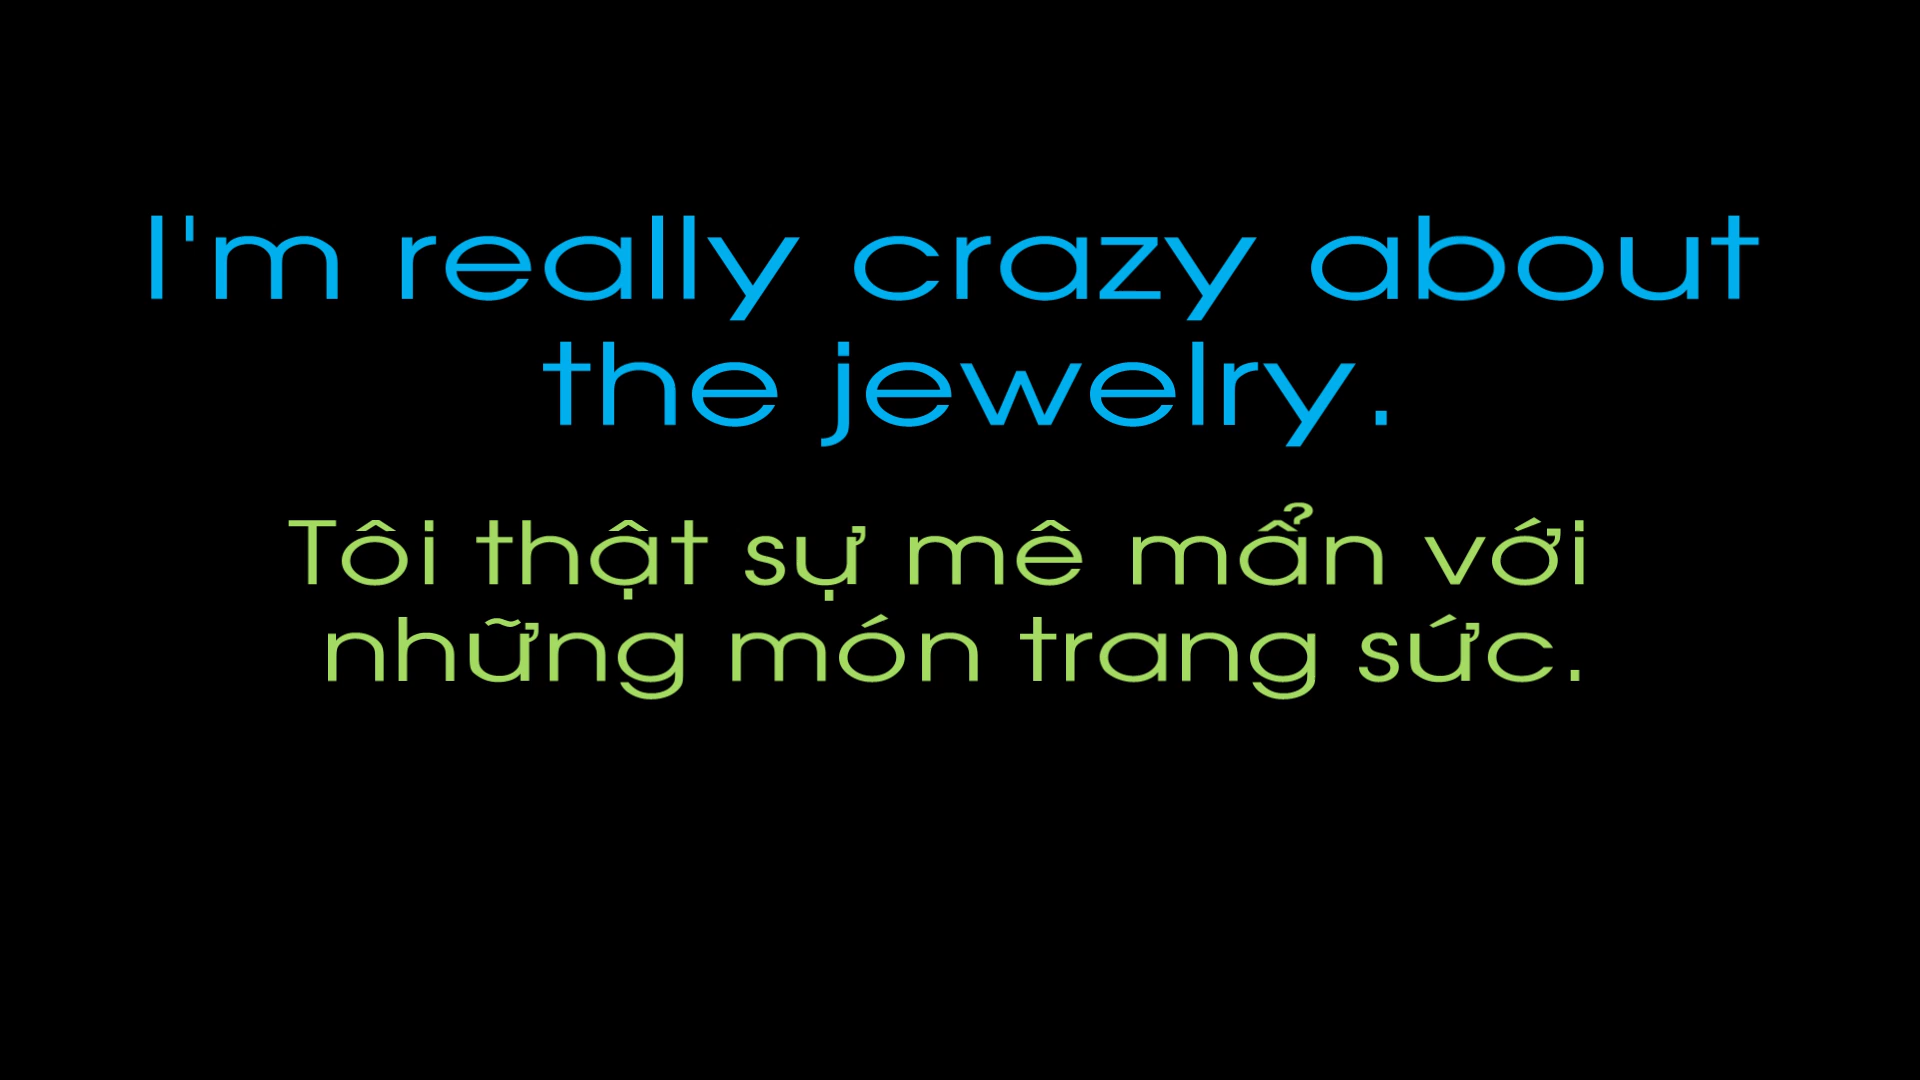 I'm really crazy about
the jewelry.
Tôi thật sự mê mẩn với
những món trang sức.